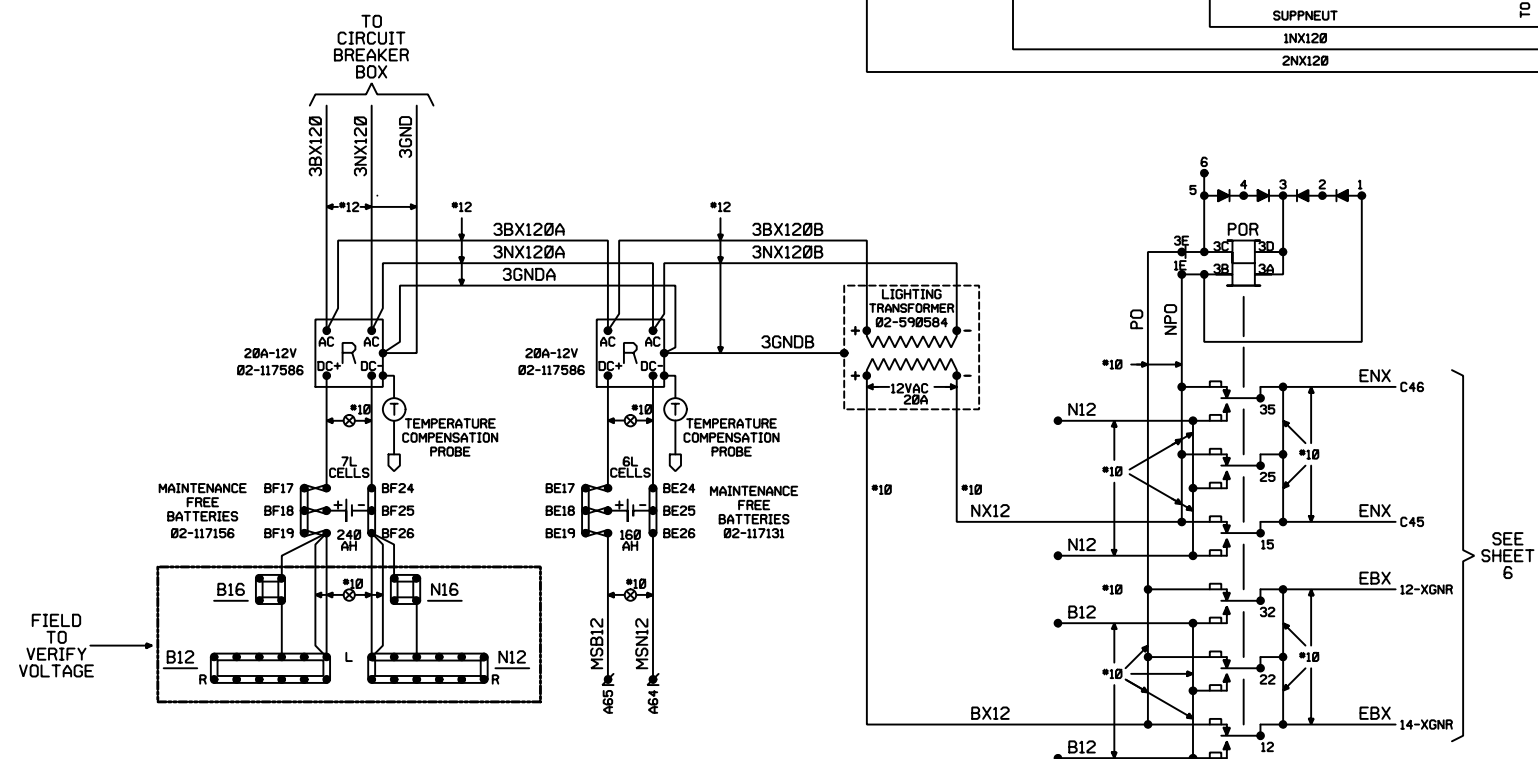 TO
CIRCUIT
BREAKER
BOX
3BX120
3NX120
3GND
*12
*12
*12
3BX120A
3NX120A
3GNDA
3BX120B
3NX120B
3GNDB
SUPPNEUT
1NX120
2NX120
TO
20A-12V
02-117586
AC
AC
R
DC+
DC-
20A-12V
02-117586
AC
AC
R
DC+
DC-
LIGHTING
TRANSFORMER
02-590584
+
-
+
-
12VAC
20A
*10
T
TEMPERATURE
COMPENSATION
PROBE
*10
T
TEMPERATURE
COMPENSATION
PROBE
7L
CELLS
MAINTENANCE
FREE
BATTERIES
02-117156
BF17
BF18
BF19
+
-
240
AH
BF24
BF25
BF26
6L
CELLS
BE17
BE18
BE19
+
-
160
AH
BE24
BE25
BE26
MAINTENANCE
FREE
BATTERIES
02-117131
FIELD
TO
VERIFY
VOLTAGE
B16
*10
N16
B12
R
L
N12
R
*10
MSB12
MSN12
A65
A64
*10
*10
NX12
BX12
6
5
4
3
2
1
POR
3E
3C
3D
1E
3B
3A
PO
NPO
*10
N12
*10
N12
35
25
15
ENX C46
*10
ENX C45
*10
B12
*10
B12
32
22
12
EBX 12-XGNR
*10
EBX 14-XGNR
SEE
SHEET
6